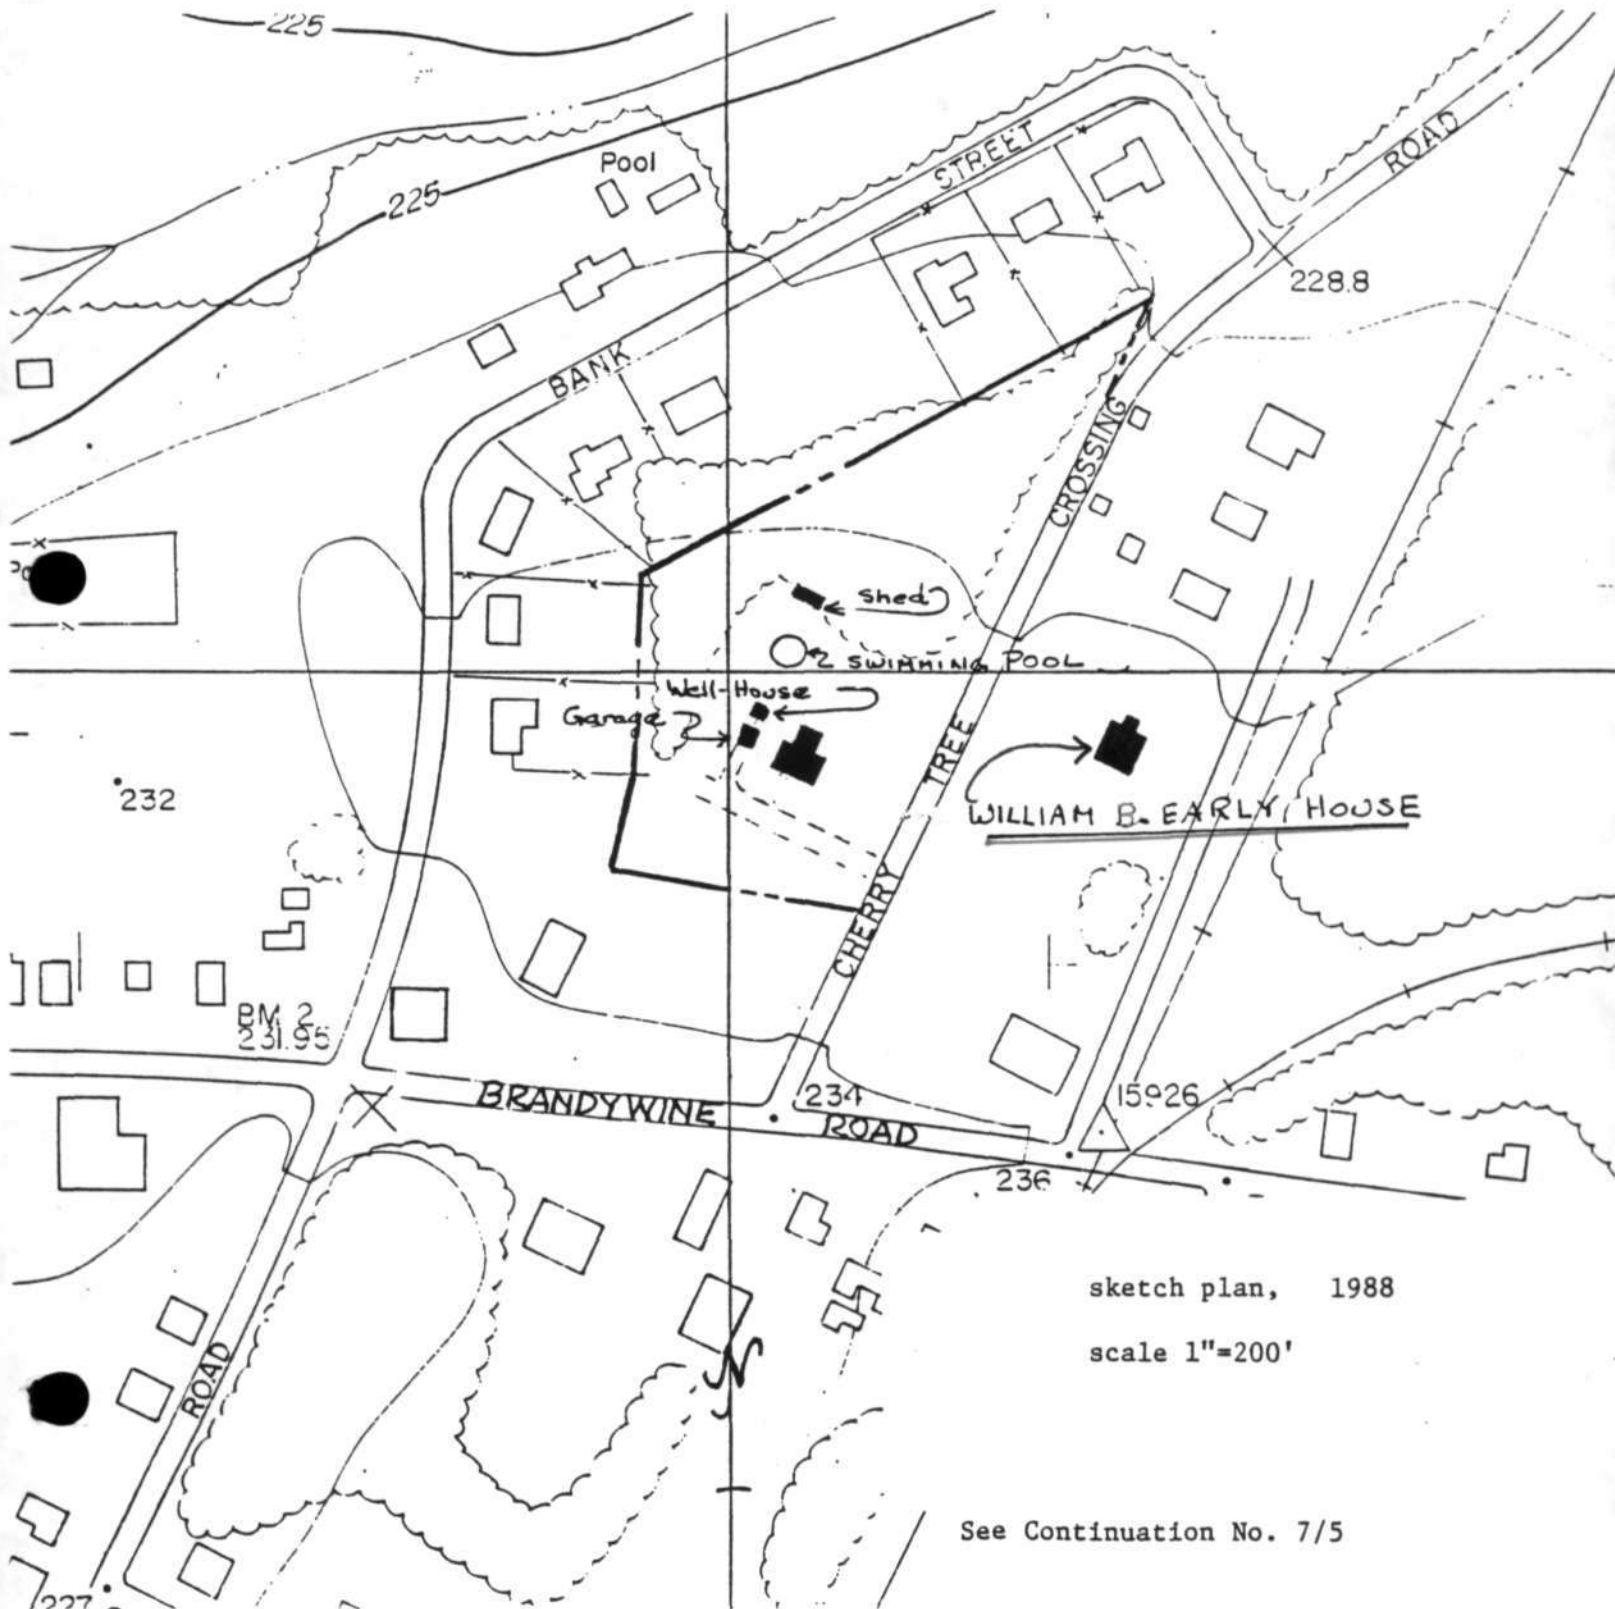 225
225
Pool
STREET
ROAD
228.8
BANK
CROSSING
Shed
SWIMMING POOL
Well-House
Garage
TREE
232
WILLIAM B. EARLY HOUSE
CHERRY
BM 2
231.95
BRANDYWINE
ROAD
234
15926
236
sketch plan, 1988
scale 1"=200'
ROAD
N
See Continuation No. 7/5
227